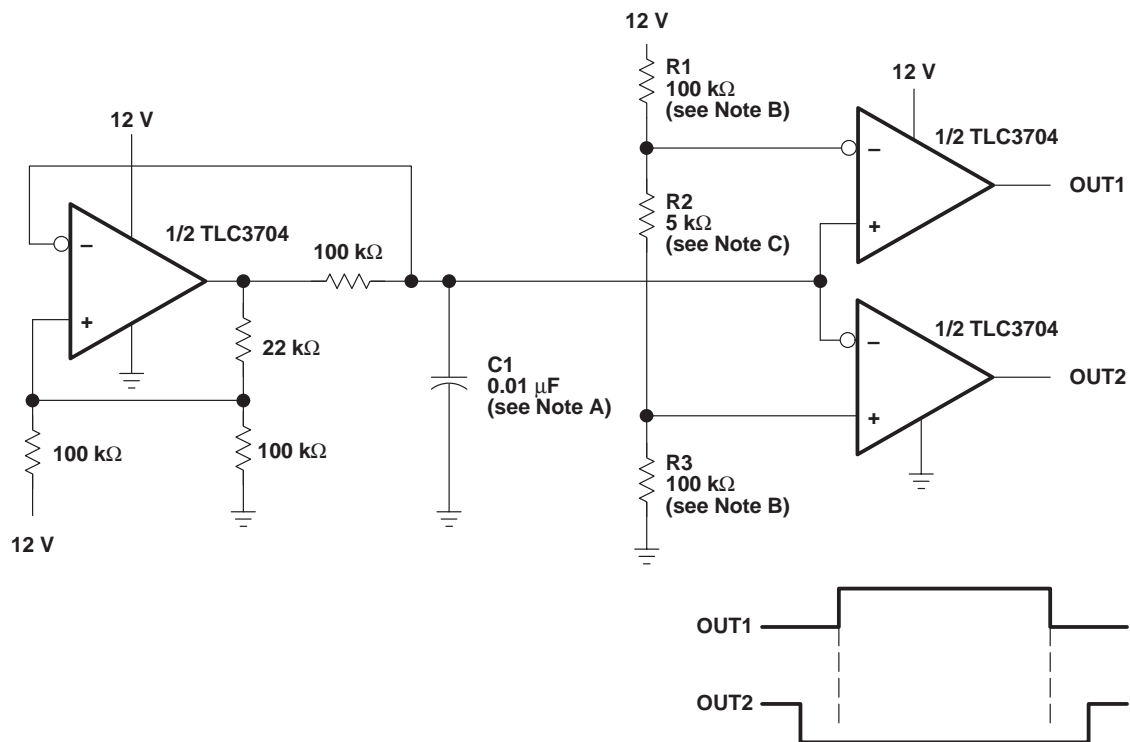 12 V
R1
100 kΩ
(see Note B)
12 V
12 V
1/2 TLC3704
−
OUT1
R2
5 kΩ
(see Note C)
+
−
1/2 TLC3704
100 kΩ
+
22 kΩ
1/2 TLC3704
−
OUT2
C1
0.01 μF
(see Note A)
+
100 kΩ
100 kΩ
R3
100 kΩ
(see Note B)
12 V
OUT1
OUT2